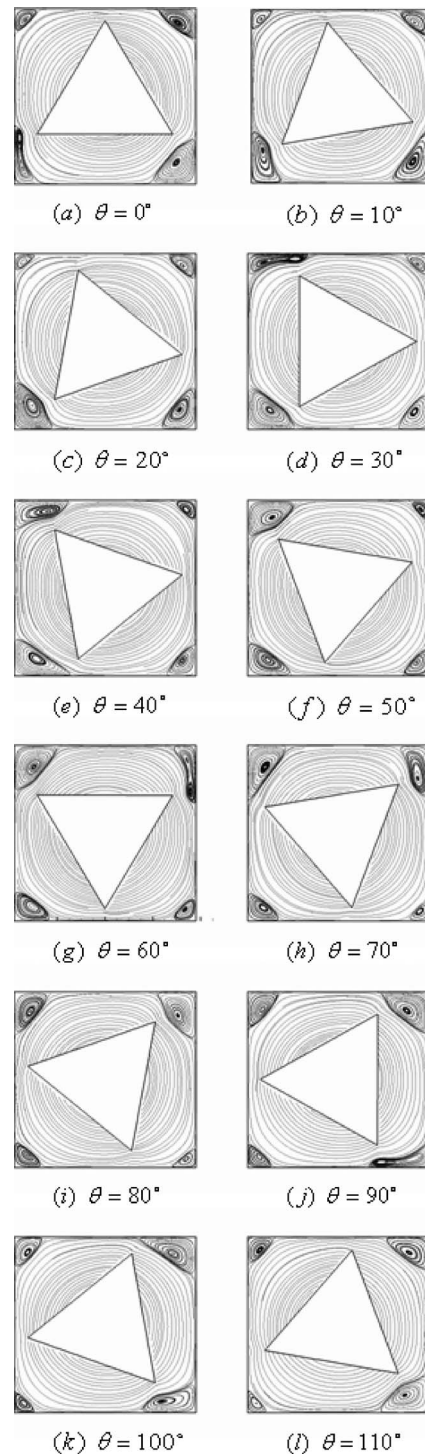 (a) θ = 0°
(b) θ = 10°
(c) θ = 20°
(d) θ = 30°
(e) θ = 40°
(f) θ = 50°
(g) θ = 60°
(h) θ = 70°
(i) θ = 80°
(j) θ = 90°
(k) θ = 100°
(l) θ = 110°